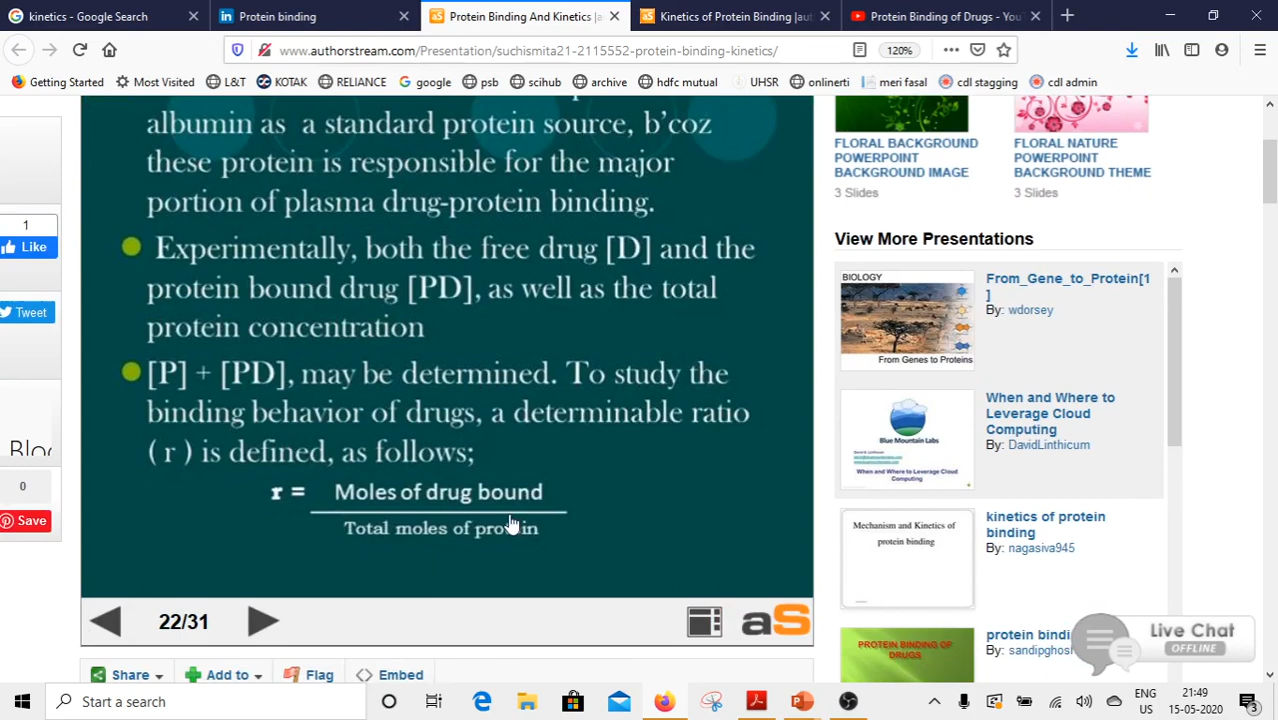 kinetics - Google Search
Protein binding
Protein Binding And Kinetics |a
Kinetics of Protein Binding |aut
Protein Binding of Drugs - You
www.authorstream.com/Presentation/suchismita21-2115552-protein-binding-kinetics/
120%
Getting Started
Most Visited
L&T
KOTAK
RELIANCE
google
psb
scihub
archive
hdfc mutual
UHSR
onlinerti
meri fasal
cdl stagging
cdl admin
albumin as a standard protein source, b'coz
these protein is responsible for the major
portion of plasma drug-protein binding.
Experimentally, both the free drug [D] and the
protein bound drug [PD], as well as the total
protein concentration
[P] + [PD], may be determined. To study the
binding behavior of drugs, a determinable ratio
( r ) is defined, as follows;
r = Moles of drug bound
Total moles of protein
22/31
aS
Share
Add to
Flag
Embed
1
Like
Tweet
Bloc
0
Save
FLORAL BACKGROUND
POWERPOINT
BACKGROUND IMAGE
3 Slides
FLORAL NATURE
POWERPOINT
BACKGROUND THEME
3 Slides
View More Presentations
BIOLOGY
From Genes to Proteins
From_Gene_to_Protein[1
]
By: wdorsey
Blue Mountain Labs
When and Where to Leverage Cloud
Computing
When and Where to
Leverage Cloud
Computing
By: DavidLinthicum
Mechanism and Kinetics of
protein binding
kinetics of protein
binding
By: nagasiva945
PROTEIN BINDING OF
DRUGS
protein bindi
By: sandipghosh
Live Chat
OFFLINE
Start a search
ENG
IN
21:49
15-05-2020
3